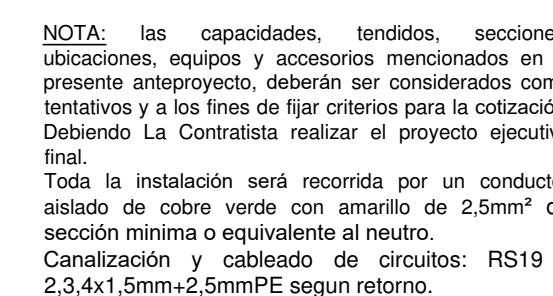 NOTA: las capacidades, tendidos, seccione
ubicaciones, equipos y accesorios mencionados en
presente anteproyecto, deberán ser considerados com
tentativos y a los fines de fijar criterios para la cotizació
Debiendo La Contratista realizar el proyecto ejecutiv
final.
Toda la instalación será recorrida por un conducto
aislado de cobre verde con amarillo de 2,5mm² d
sección minima o equivalente al neutro.
Canalización y cableado de circuitos: RS19
2,3,4x1,5mm+2,5mmPE segun retorno.